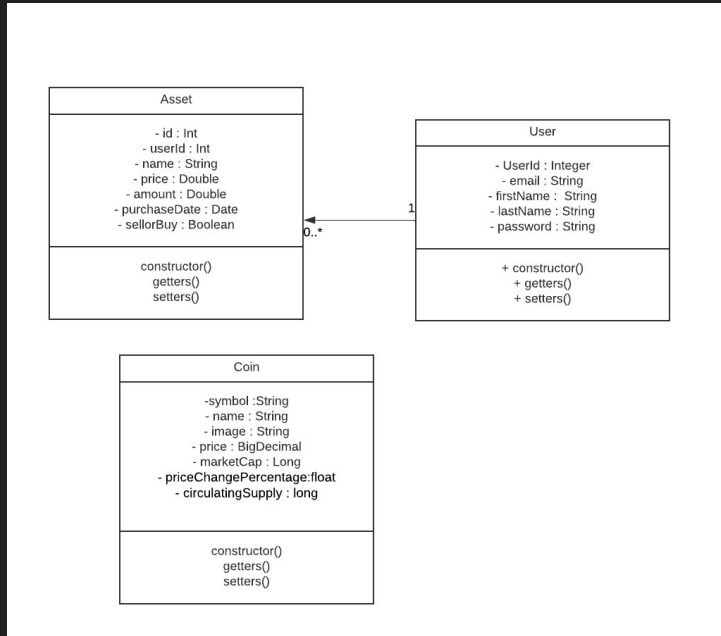 Asset
- id : Int
- userId : Int
- name : String
- price : Double
- amount : Double
- purchaseDate : Date
- sellorBuy : Boolean
constructor()
getters()
setters()
0..*
1
User
- UserId : Integer
- email : String
- firstName : String
- lastName : String
- password : String
+ constructor()
+ getters()
+ setters()
Coin
-symbol :String
- name : String
- image : String
- price : BigDecimal
- marketCap : Long
- priceChangePercentage:float
- circulatingSupply : long
constructor()
getters()
setters()